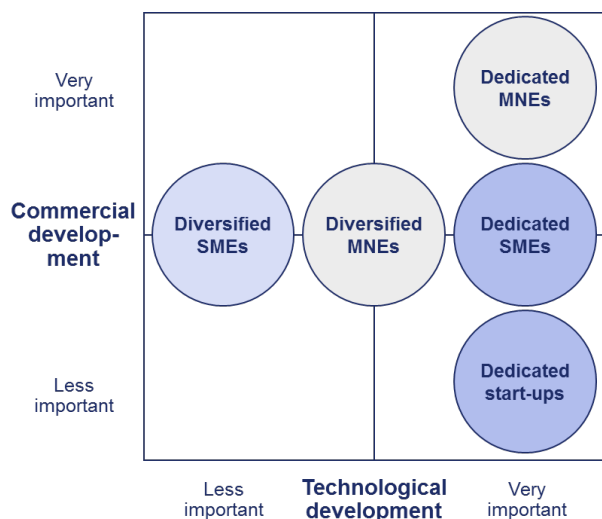 Very
important
Dedicated
MNEs
Commercial
develop-
ment
Diversified
SMEs
Diversified
MNEs
Dedicated
SMEs
Less
important
Dedicated
start-ups
Less
important
Technological
development
Very
important